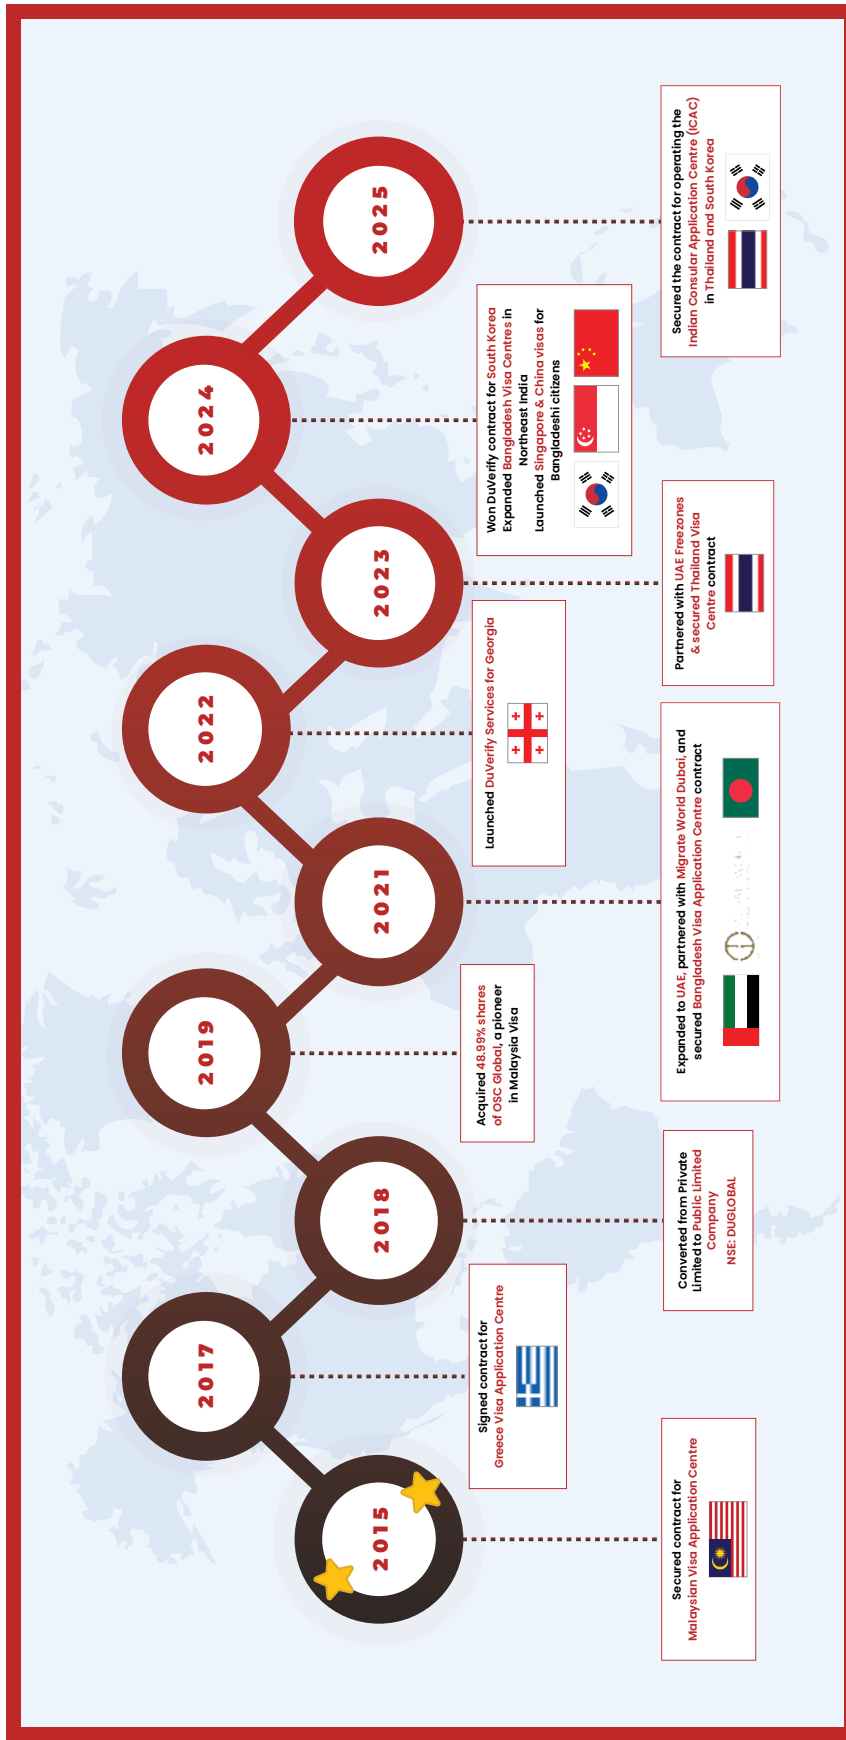 2015
Secured contract for
Malaysian Visa Application Centre
2017
Signed contract for
Greece Visa Application Centre
2018
Converted from Private
Limited to Public Limited
Company
NSE: DUGLOBAL
2019
Acquired 48.99% shares
of OSC Global, a pioneer
in Malaysia Visa
2021
Expanded to UAE, partnered with Migrate World Dubai, and
secured Bangladesh Visa Application Centre contract
2022
Launched DuVerify Services for Georgia
2023
Partnered with UAE Freezones
& secured Thailand Visa
Centre contract
2024
Won DuVerify contract for South Korea
Expanded Bangladesh Visa Centres in
Northeast India
Launched Singapore & China visas for
Bangladeshi citizens
2025
Secured the contract for operating the
Indian Consular Application Centre (ICAC)
in Thailand and South Korea